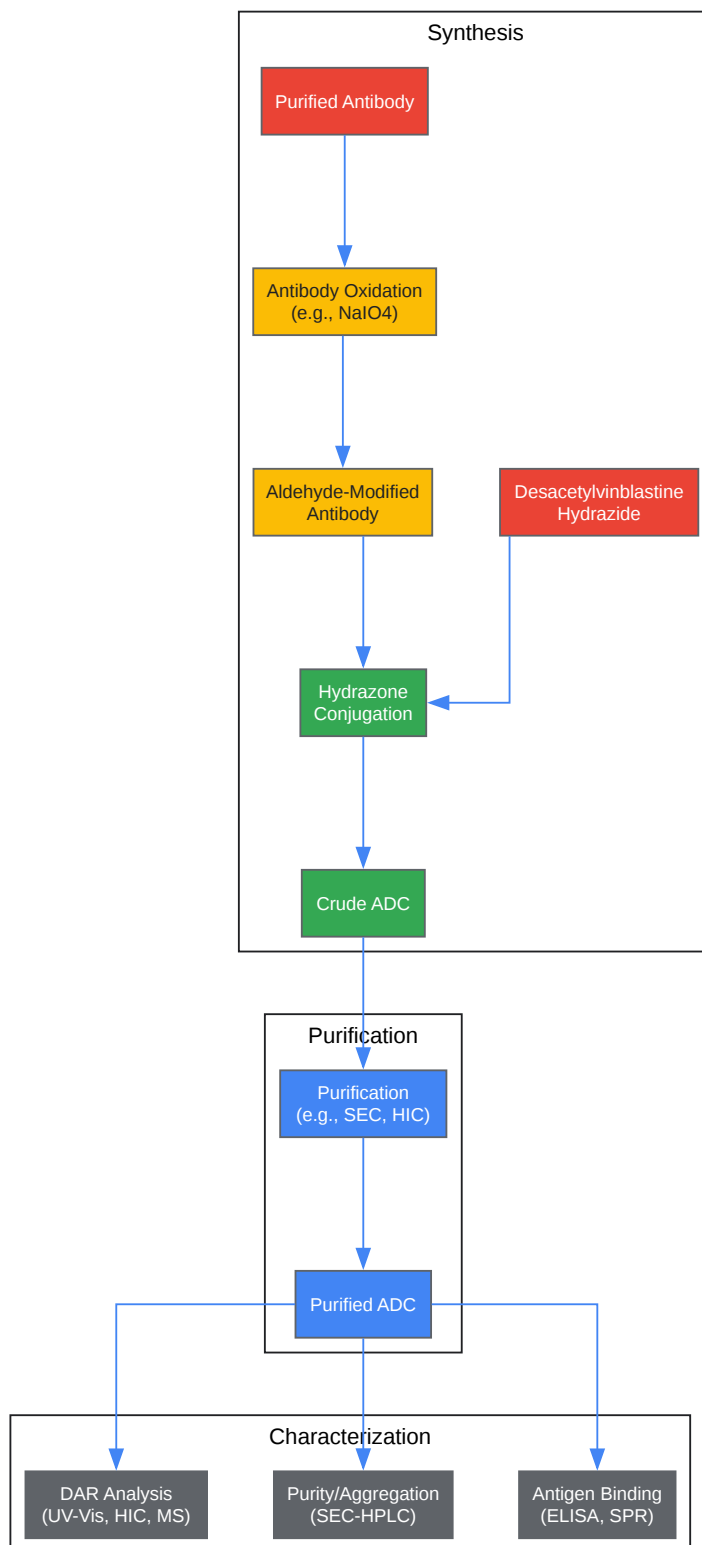 Synthesis
Purified Antibody
Antibody Oxidation
(e.g., NaIO4)
Aldehyde-Modified
Antibody
Desacetylvinblastine
Hydrazide
Hydrazone
Conjugation
Crude ADC
Purification
Purification
(e.g., SEC, HIC)
Purified ADC
Characterization
DAR Analysis
(UV-Vis, HIC, MS)
Purity/Aggregation
(SEC-HPLC)
Antigen Binding
(ELISA, SPR)